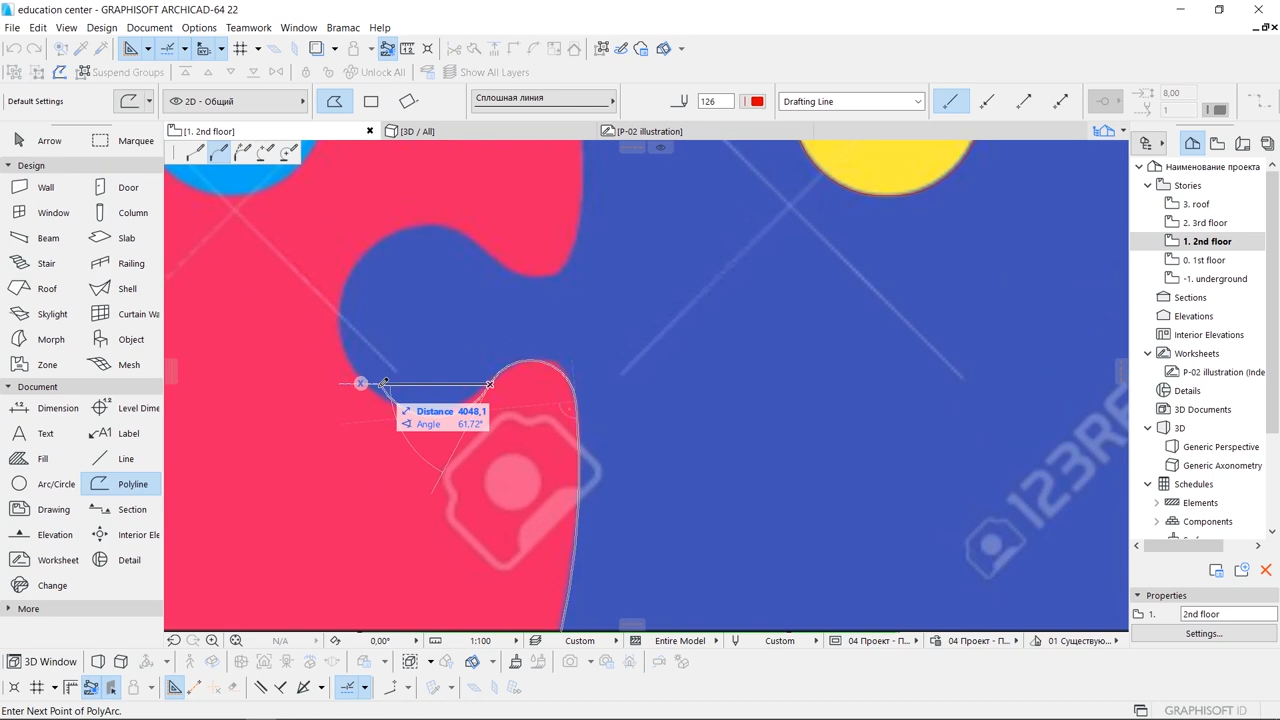 education center - GRAPHISOFT ARCHICAD-64 22
File Edit View Design Document Options Teamwork Window Bramac Help
Suspend Groups Unlock All Show All Layers
Default Settings 2D - Общий Сплошная линия 126 Drafting Line 8,00
1
[1. 2nd floor] [3D / All] [P-02 illustration]
Arrow Marquee
Design
Wall Door
Window Column
Beam Slab
Stair Railing
Roof Shell
Skylight Curtain Wa
Morph Object
Zone Mesh
Document
Dimension Level Dime
Text Label
Fill Line
Arc/Circle Polyline
Drawing Section
Elevation Interior Ele
Worksheet Detail
Change
More
Distance 4048,1
Angle 61,72°
123RF
Наименование проекта
Stories
3. roof
2. 3rd floor
1. 2nd floor
0. 1st floor
-1. underground
Sections
Elevations
Interior Elevations
Worksheets
P-02 illustration (Inde
Details
3D Documents
3D
Generic Perspective
Generic Axonometry
Schedules
Elements
Components
Properties
1. 2nd floor
Settings...
N/A 0,00° 1:100 Custom Entire Model Custom 04 Проект - П... 04 Проект - П... 01 Существую...
3D Window
Enter Next Point of PolyArc.
GRAPHISOFT ID